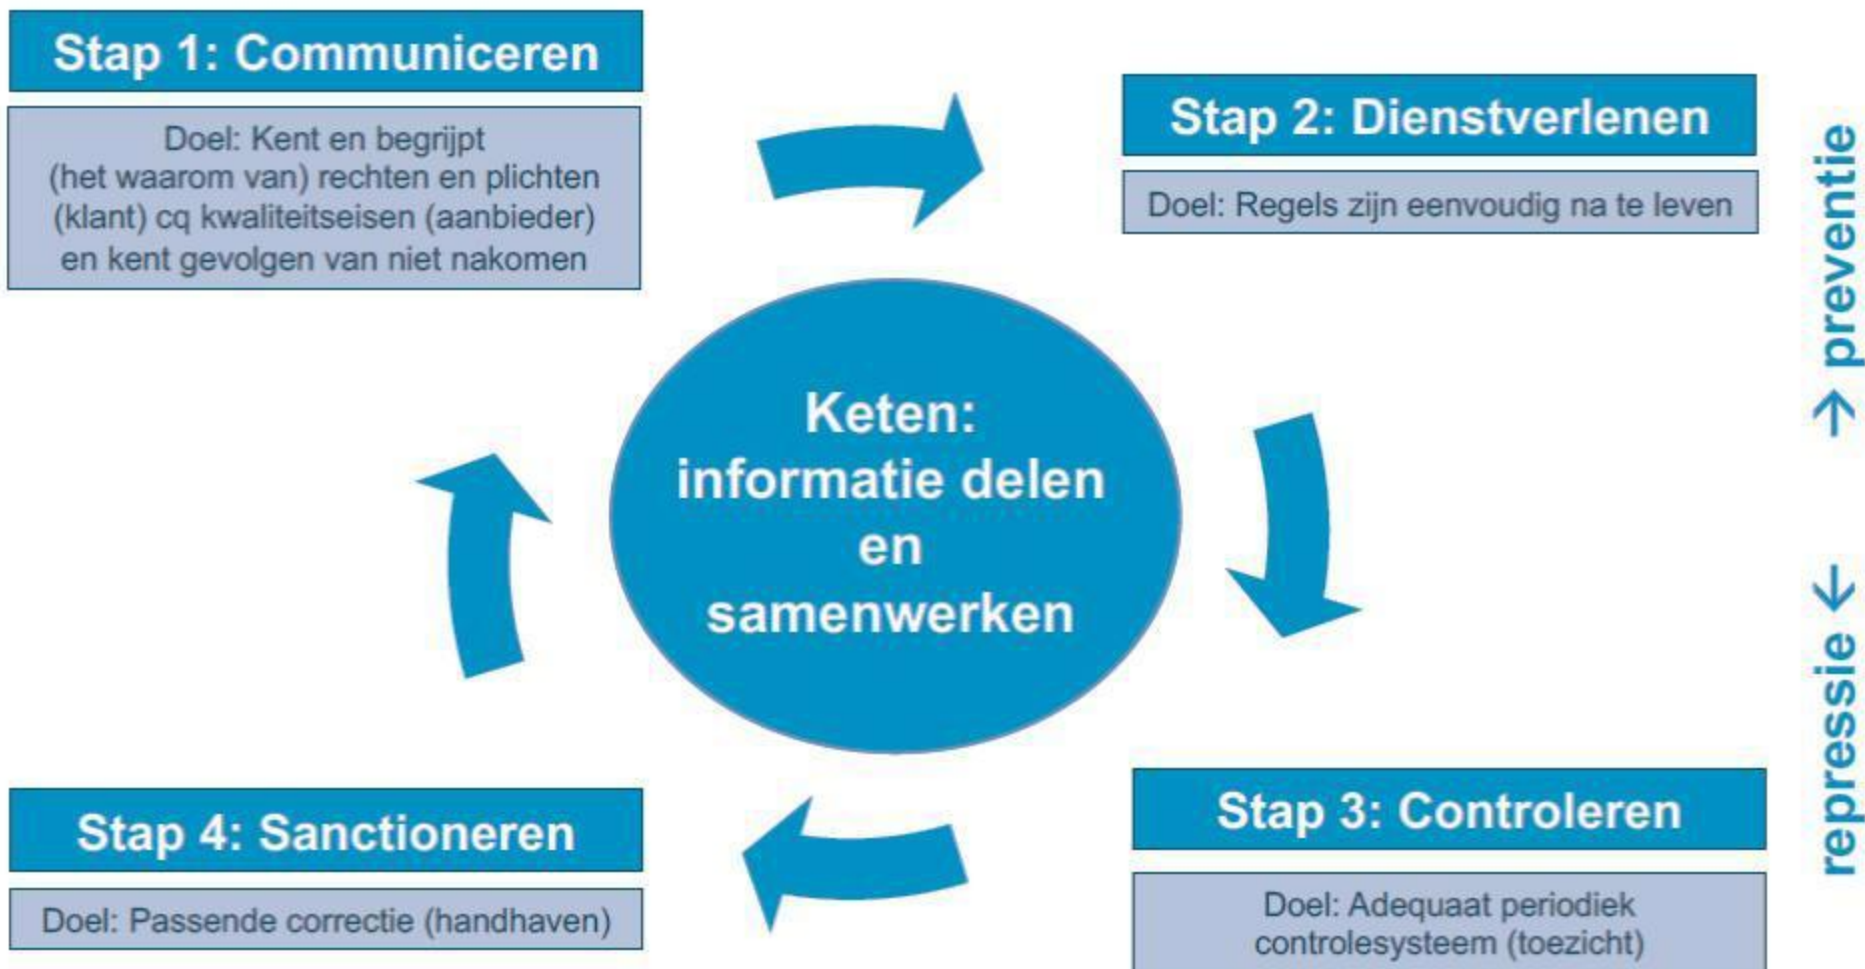 Stap 1: Communiceren
Doel: Kent en begrijpt
(het waarom van) rechten en plichten
(klant) cq kwaliteitseisen (aanbieder)
en kent gevolgen van niet nakomen
Stap 2: Dienstverlenen
Doel: Regels zijn eenvoudig na te leven
→ preventie
Keten:
informatie delen
en
samenwerken
repressie ←
Stap 4: Sanctioneren
Doel: Passende correctie (handhaven)
Stap 3: Controleren
Doel: Adequaat periodiek
controlesysteem (toezicht)